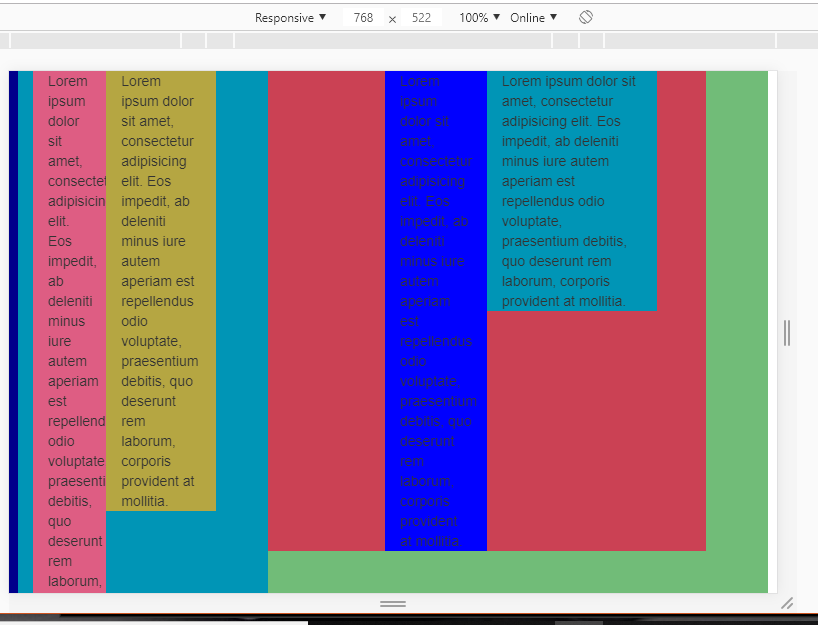 Responsive ▼ 768 × 522 100% ▼ Online ▼
Lorem
ipsum
dolor
sit
amet,
consectet
adipisicin
elit.
Eos
impedit,
ab
deleniti
minus
iure
autem
aperiam
est
repellend
odio
voluptate
praesenti
debitis,
quo
deserunt
rem
laborum,
Lorem
ipsum dolor
sit amet,
consectetur
adipisicing
elit. Eos
impedit, ab
deleniti
minus iure
autem
aperiam est
repellendus
odio
voluptate,
praesentium
debitis, quo
deserunt
rem
laborum,
corporis
provident at
mollitia.
Lorem
ipsum
dolor sit
amet,
consectetur
adipisicing
elit. Eos
impedit, ab
deleniti
minus iure
autem
aperiam
est
repellendus
odio
voluptate,
praesentium
debitis, quo
deserunt
rem
laborum,
corporis
provident
at mollitia.
Lorem ipsum dolor sit
amet, consectetur
adipisicing elit. Eos
impedit, ab deleniti
minus iure autem
aperiam est
repellendus odio
voluptate,
praesentium debitis,
quo deserunt rem
laborum, corporis
provident at mollitia.